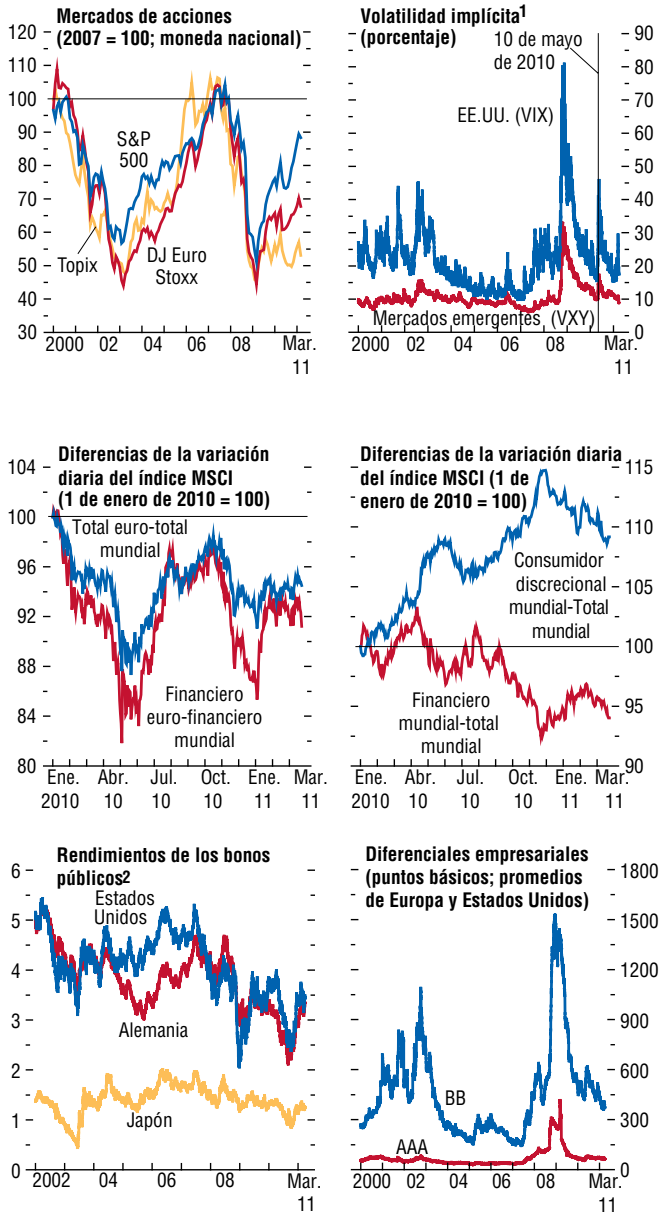 Mercados de acciones
(2007 = 100; moneda nacional)
120
110
100
90
80
70
60
50
40
30
S&P
500
Topix
DJ Euro
Stoxx
2000 02 04 06 08 Mar.
11
Volatilidad implícita1
(porcentaje)
10 de mayo
de 2010
EE.UU. (VIX)
Mercados emergentes (VXY)
90
80
70
60
50
40
30
20
10
0
2000 02 04 06 08 Mar.
11
Diferencias de la variación
diaria del índice MSCI
(1 de enero de 2010 = 100)
104
100
96
92
88
84
80
Total euro-total
mundial
Financiero
euro-financiero
mundial
Ene. Abr. Jul. Oct. Ene. Mar.
2010 10 10 10 11 11
Diferencias de la variación diaria
del índice MSCI (1 de
enero de 2010 = 100)
115
110
105
100
95
90
Consumidor
discrecional
mundial-Total
mundial
Financiero
mundial-total
mundial
Ene. Abr. Jul. Oct. Ene. Mar.
2010 10 10 10 11 11
Rendimientos de los bonos
públicos2
6
5
4
3
2
1
0
Estados
Unidos
Alemania
Japón
2002 04 06 08 Mar.
11
Diferenciales empresariales
(puntos básicos; promedios
de Europa y Estados Unidos)
1800
1500
1200
900
600
300
0
BB
AAA
2000 02 04 06 08 Mar.
11